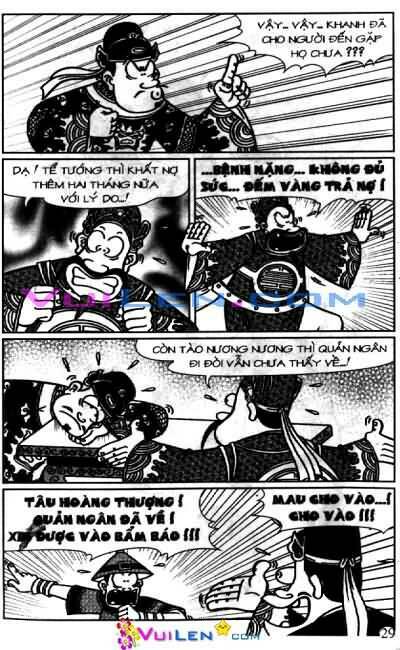 VẬY... VẬY... KHANH ĐÃ
CHO NGƯỜI ĐẾN GẶP
HỌ CHƯA ???
DẠ ! TỂ TƯỚNG THÌ KHẤT NỢ
THÊM HAI THÁNG NỮA
VỚI LÝ DO...!
...BỆNH NẶNG... KHÔNG ĐỦ
SỨC... ĐẾM VÀNG TRẢ NỢ !
VUILEN.COM
CÒN TÀO NƯƠNG NƯƠNG THÌ QUẢN NGÂN
ĐI ĐÒI VẪN CHƯA THẤY VỀ...!
TÂU HOÀNG THƯỢNG !
QUẢN NGÂN ĐÃ VỀ !
XIN ĐƯỢC VÀO BẨM BÁO !!!
MAU CHO VÀO...!
CHO VÀO !!!
29
VUILEN.COM